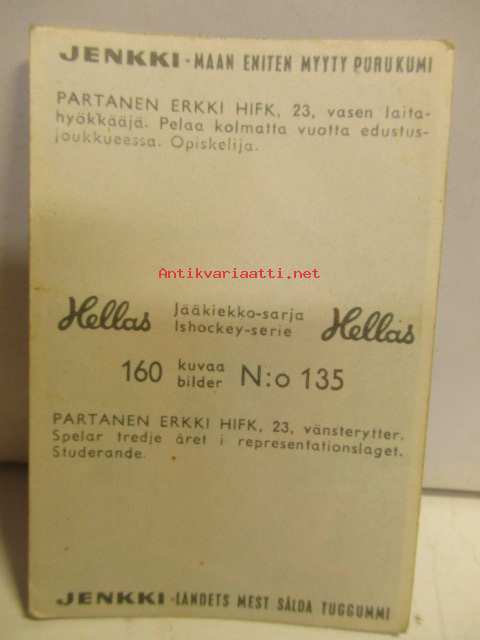 JENKKI - MAAN ENITEN MYYTY PURUKUMI
PARTANEN ERKKI HIFK, 23, vasen laita-
hyökkääjä. Pelaa kolmatta vuotta edustus-
joukkueessa. Opiskelija.
Antikvariaatti.net
Hellas Jääkiekko-sarja Hellas
Ishockey-serie
160 kuvaa N:o 135
bilder
PARTANEN ERKKI HIFK, 23, vänsterytter.
Spelar tredje året i representationslaget.
Studerande.
JENKKI - LANDETS MEST SÅLDA TUGGUMMI